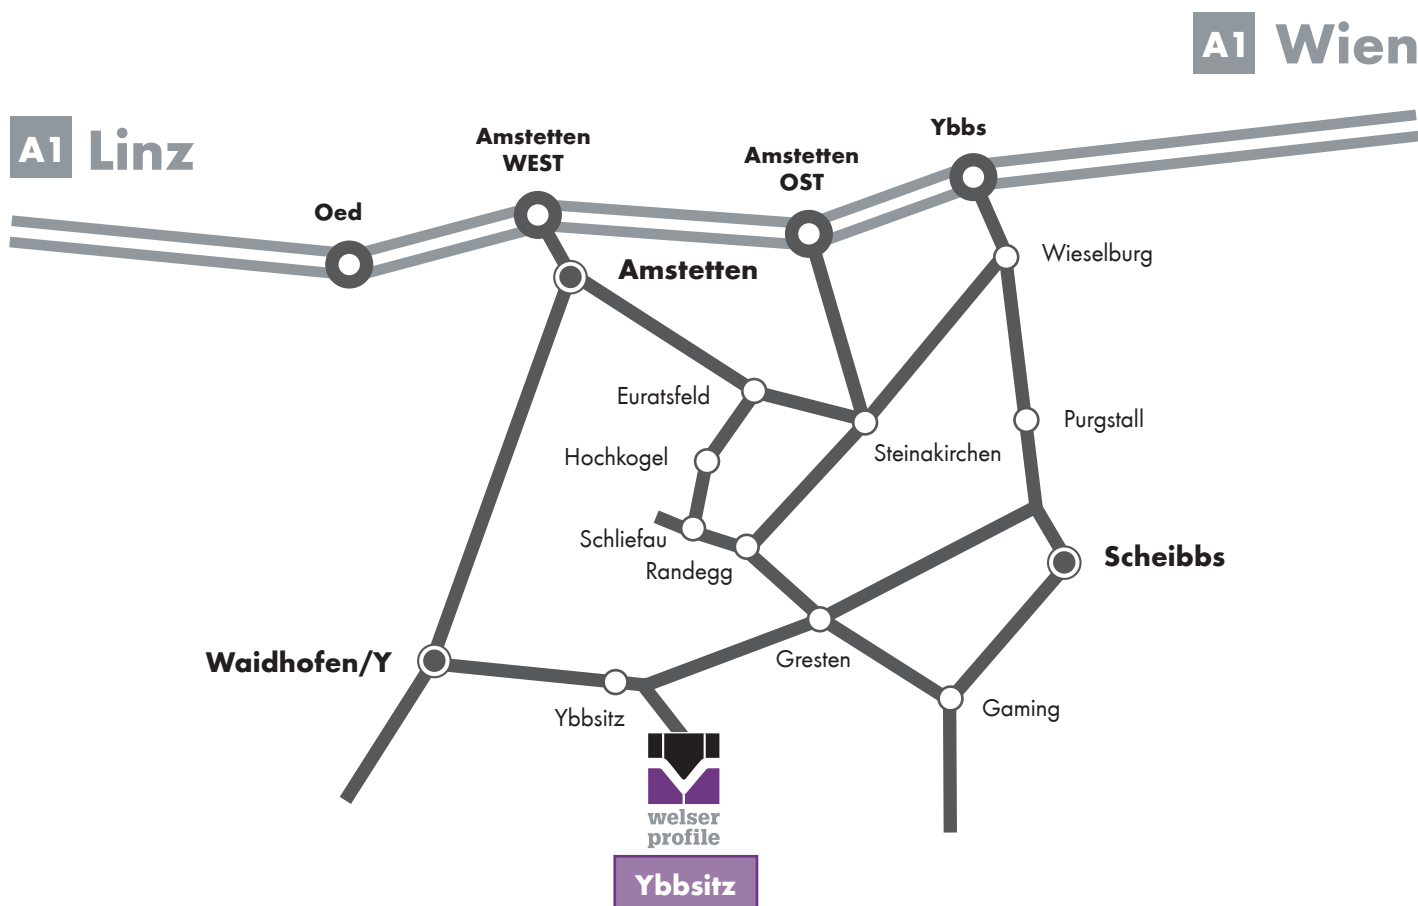 A1 Wien
A1 Linz
Amstetten
WEST
Ybbs
Amstetten
OST
Oed
Wieselburg
Amstetten
Euratsfeld
Purgstall
Hochkogel
Steinakirchen
Schliefau
Randegg
Scheibbs
Waidhofen/Y
Gresten
Ybbsitz
Gaming
welser
profile
Ybbsitz